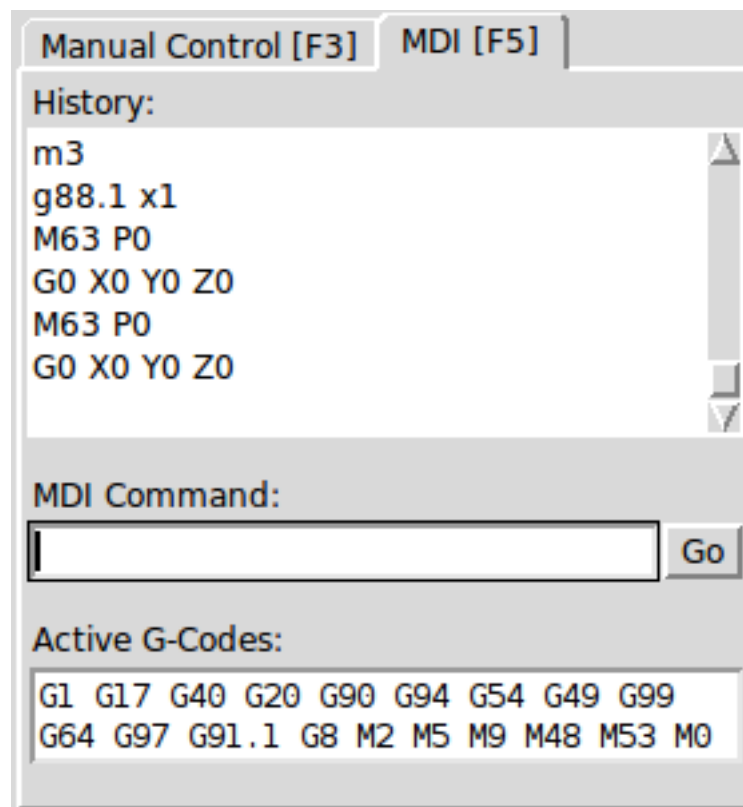 Manual Control [F3] MDI [F5]
History:
m3
g88.1 x1
M63 P0
G0 X0 Y0 Z0
M63 P0
G0 X0 Y0 Z0
MDI Command:
Go
Active G-Codes:
G1 G17 G40 G20 G90 G94 G54 G49 G99
G64 G97 G91.1 G8 M2 M5 M9 M48 M53 M0